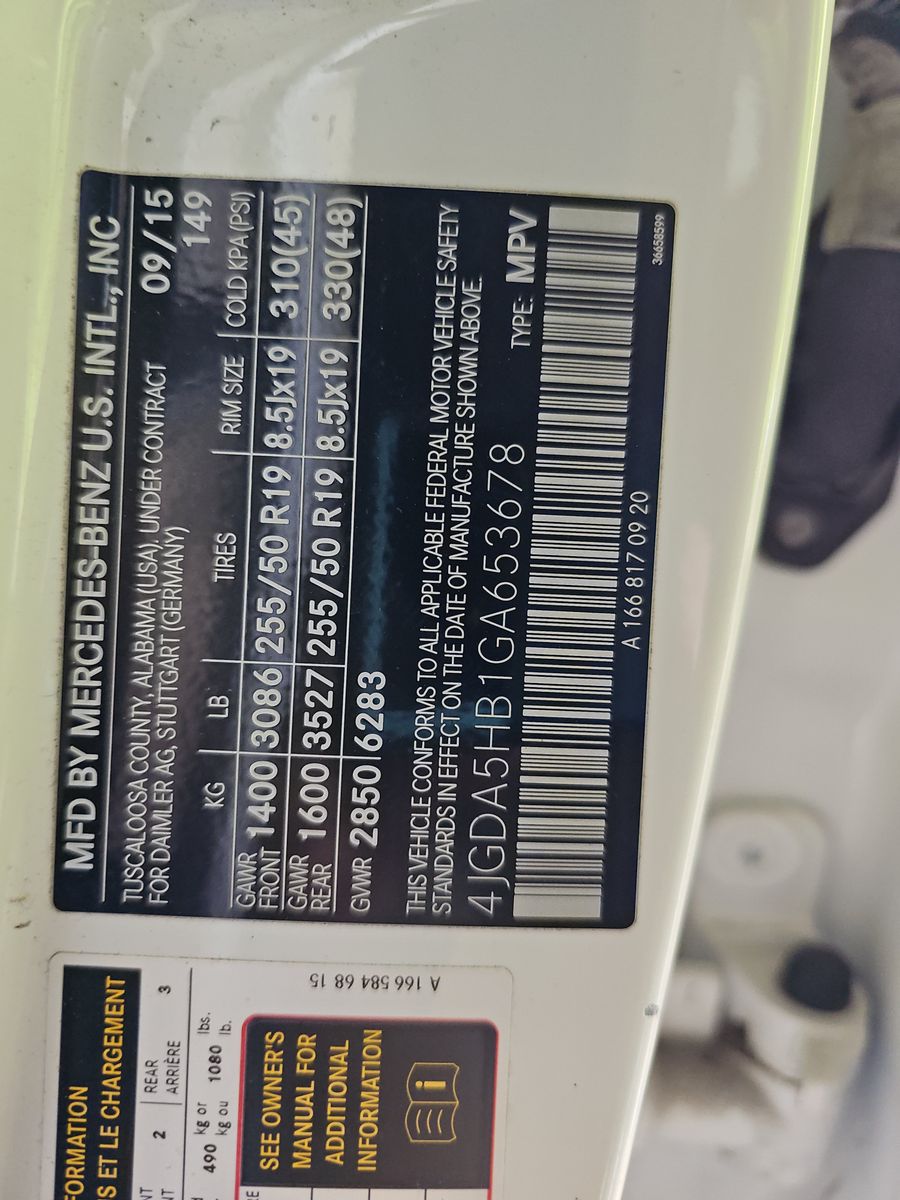 MFD BY MERCEDES-BENZ U.S. INTL., INC
TUSCALOOSA COUNTY, ALABAMA (USA), UNDER CONTRACT 09/15
FOR DAIMLER AG, STUTTGART (GERMANY) 149
KG LB TIRES RIM SIZE COLD KPA (PSI)
GAWR FRONT 1400 3086 255/50 R19 8.5Jx19 310(45)
GAWR REAR 1600 3527 255/50 R19 8.5Jx19 330(48)
GVWR 2850 6283
THIS VEHICLE CONFORMS TO ALL APPLICABLE FEDERAL MOTOR VEHICLE SAFETY
STANDARDS IN EFFECT ON THE DATE OF MANUFACTURE SHOWN ABOVE.
4JGDA5HB1GA653678 TYPE: MPV
A 166 817 09 20
36658599
ET LE CHARGEMENT
2 REAR 3
ARRIÈRE
490 kg or 1080 lbs.
kg ou lb.
SEE OWNER'S
MANUAL FOR
ADDITIONAL
INFORMATION
A 166 584 68 15